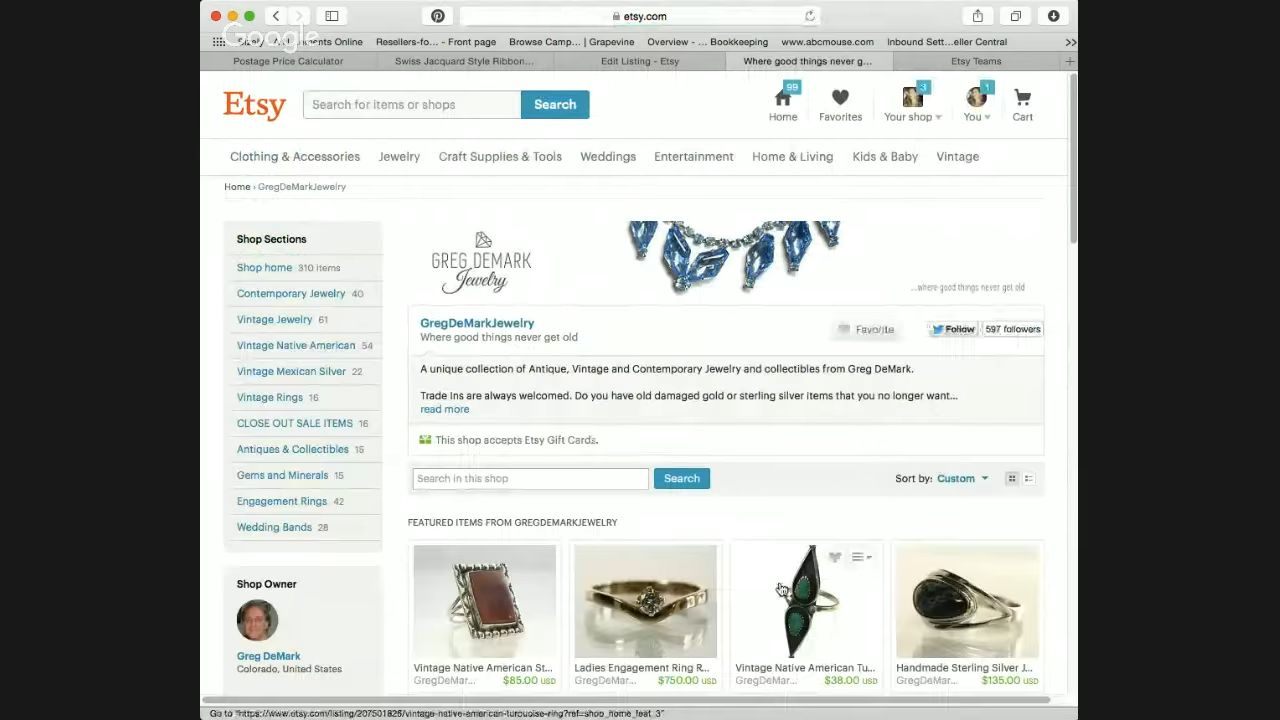 etsy.com
Google
ents Online Resellers-fo... - Front page Browse Camp... | Grapevine Overview - ... Bookkeeping www.abcmouse.com Inbound Sett...eller Central >>
Postage Price Calculator Swiss Jacquard Style Ribbon... Edit Listing - Etsy Where good things never g... Etsy Teams +
Etsy Search for items or shops Search
99 3 1
Home Favorites Your shop You Cart
Clothing & Accessories Jewelry Craft Supplies & Tools Weddings Entertainment Home & Living Kids & Baby Vintage
Home › GregDeMarkJewelry
Shop Sections
Shop home 310 items
Contemporary Jewelry 40
Vintage Jewelry 61
Vintage Native American 54
Vintage Mexican Silver 22
Vintage Rings 16
CLOSE OUT SALE ITEMS 16
Antiques & Collectibles 15
Gems and Minerals 15
Engagement Rings 42
Wedding Bands 28
Shop Owner
Greg DeMark
Colorado, United States
GREG DEMARK
Jewelry
...where good things never get old
GregDeMarkJewelry
Where good things never get old
Favorite Follow 597 followers
A unique collection of Antique, Vintage and Contemporary Jewelry and collectibles from Greg DeMark.
Trade Ins are always welcomed. Do you have old damaged gold or sterling silver items that you no longer want...
read more
This shop accepts Etsy Gift Cards.
Search in this shop Search Sort by: Custom
FEATURED ITEMS FROM GREGDEMARKJEWELRY
Vintage Native American St... Ladies Engagement Ring R... Vintage Native American Tu... Handmade Sterling Silver J...
GregDeMar... $85.00 USD GregDeMar... $750.00 USD GregDeMar... $38.00 USD GregDeMar... $135.00 USD
Go to "https://www.etsy.com/listing/207501826/vintage-native-american-turquoise-ring?ref=shop_home_feat_3"